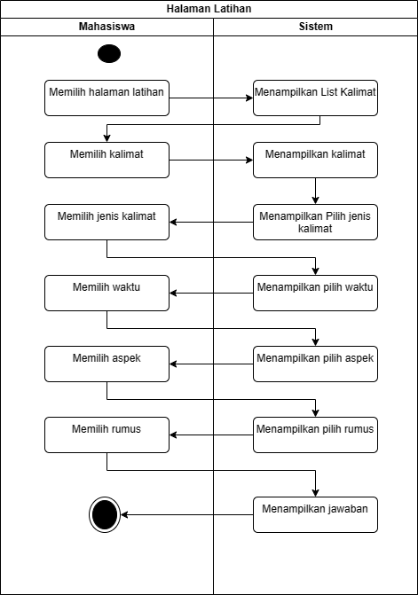 Halaman Latihan
Mahasiswa
Sistem
Memilih halaman latihan
Menampilkan List Kalimat
Memilih kalimat
Menampilkan kalimat
Memilih jenis kalimat
Menampilkan Pilih jenis
kalimat
Memilih waktu
Menampilkan pilih waktu
Memilih aspek
Menampilkan pilih aspek
Memilih rumus
Menampilkan pilih rumus
Menampilkan jawaban